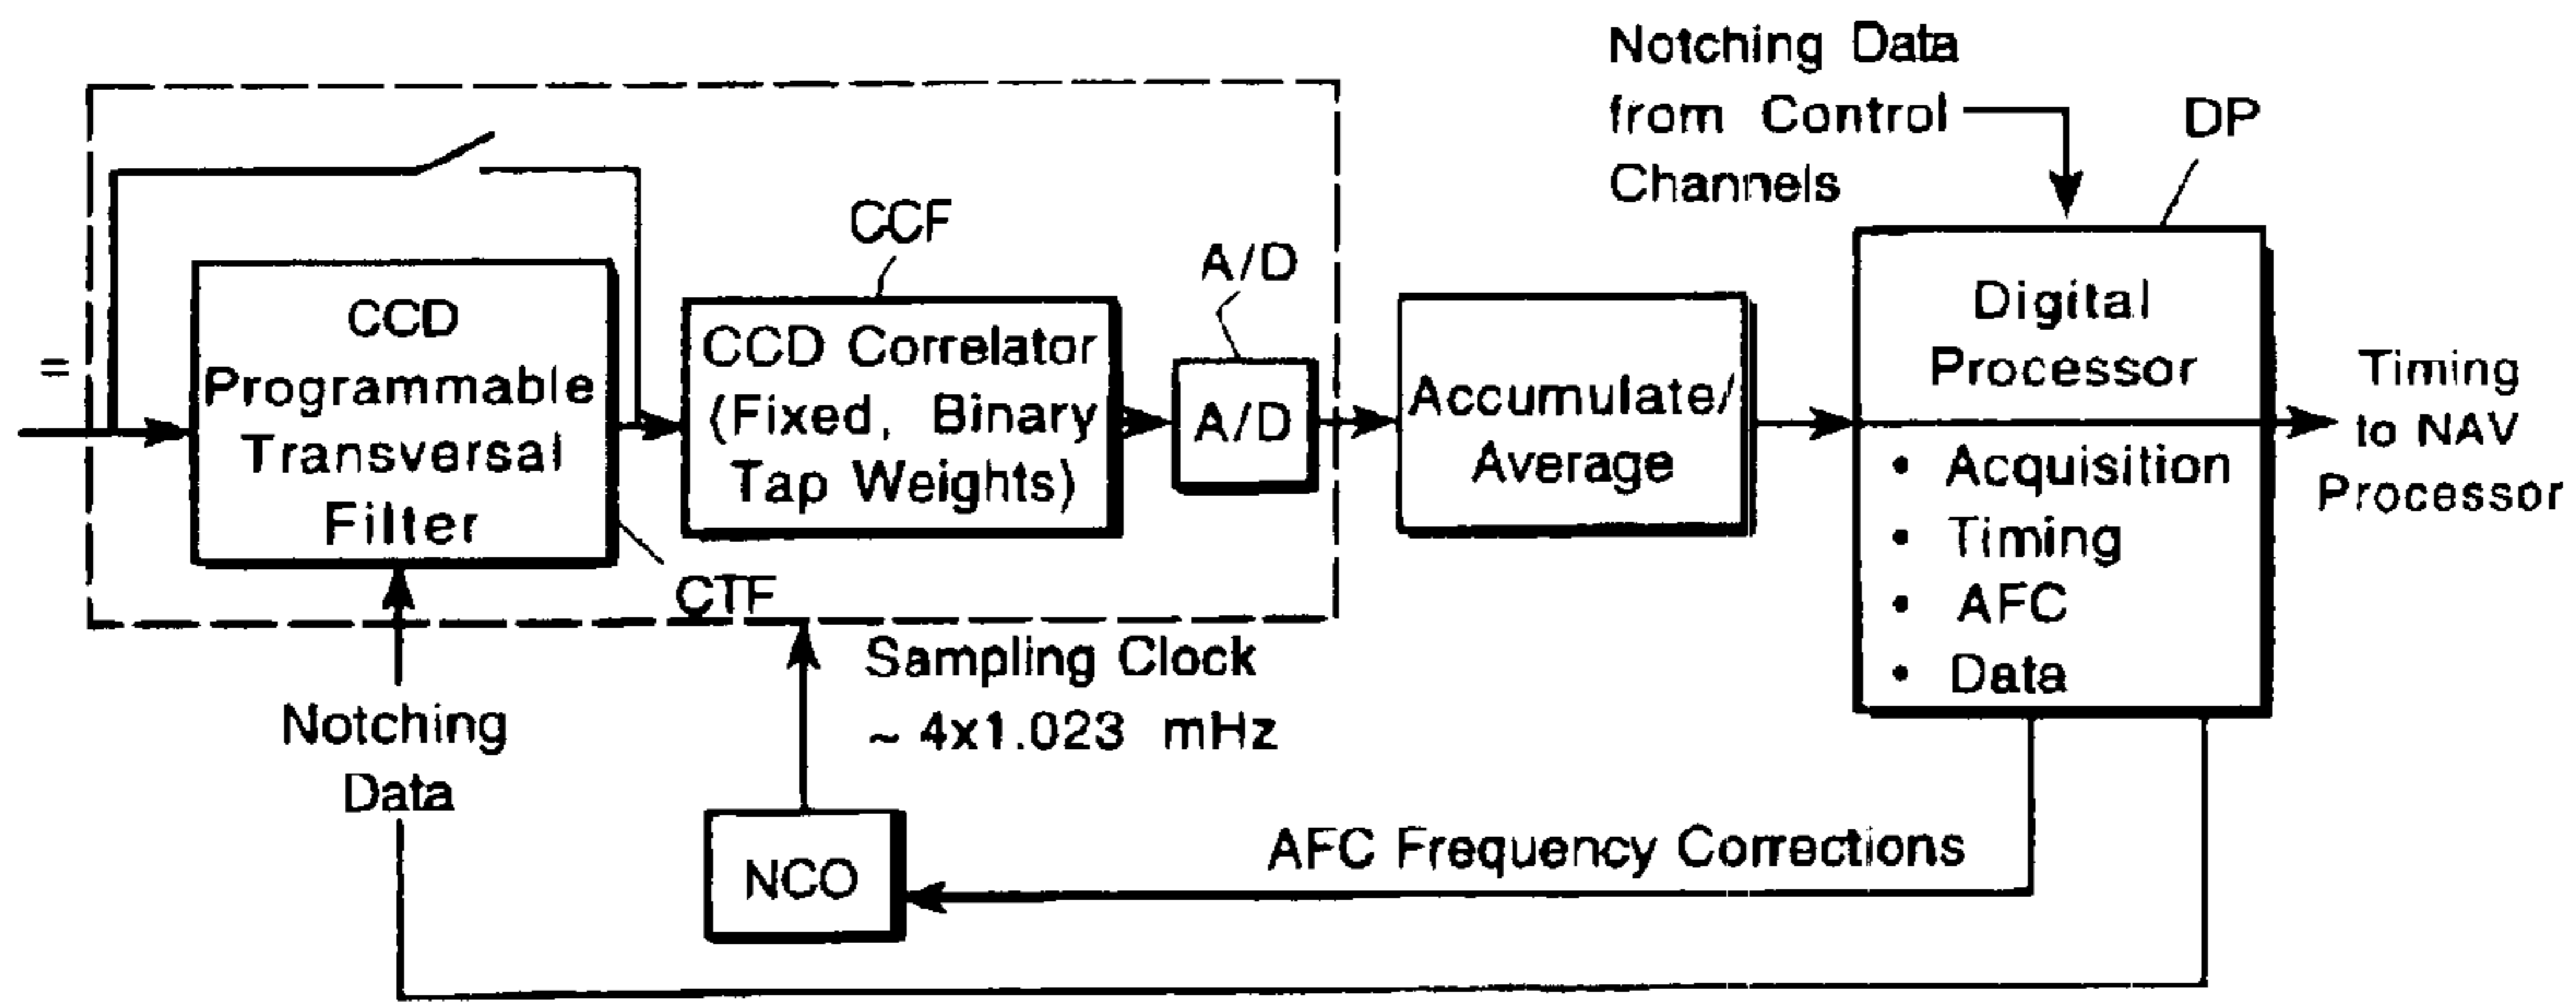 Notching Data
from Control
Channels
DP
CCF
A/D
CCD
Programmable
Transversal
Filter
CCD Correlator
(Fixed, Binary
Tap Weights)
A/D
Accumulate/
Average
Digital
Processor
• Acquisition
• Timing
• AFC
• Data
Timing
to NAV
Processor
=
CTF
Sampling Clock
~ 4x1.023 mHz
Notching
Data
NCO
AFC Frequency Corrections